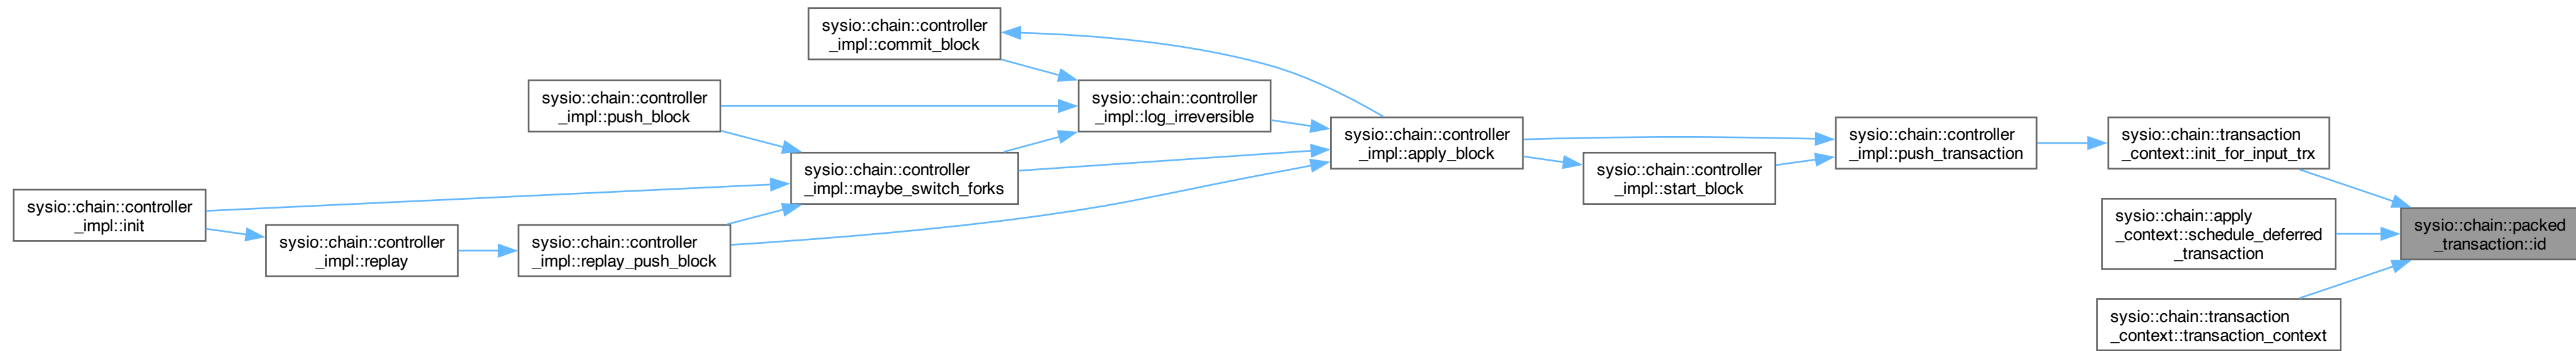 sysio::chain::controller
_impl::commit_block
sysio::chain::controller
_impl::push_block
sysio::chain::controller
_impl::log_irreversible
sysio::chain::controller
_impl::apply_block
sysio::chain::controller
_impl::push_transaction
sysio::chain::transaction
_context::init_for_input_trx
sysio::chain::controller
_impl::maybe_switch_forks
sysio::chain::controller
_impl::start_block
sysio::chain::controller
_impl::init
sysio::chain::apply
_context::schedule_deferred
_transaction
sysio::chain::packed
_transaction::id
sysio::chain::controller
_impl::replay
sysio::chain::controller
_impl::replay_push_block
sysio::chain::transaction
_context::transaction_context